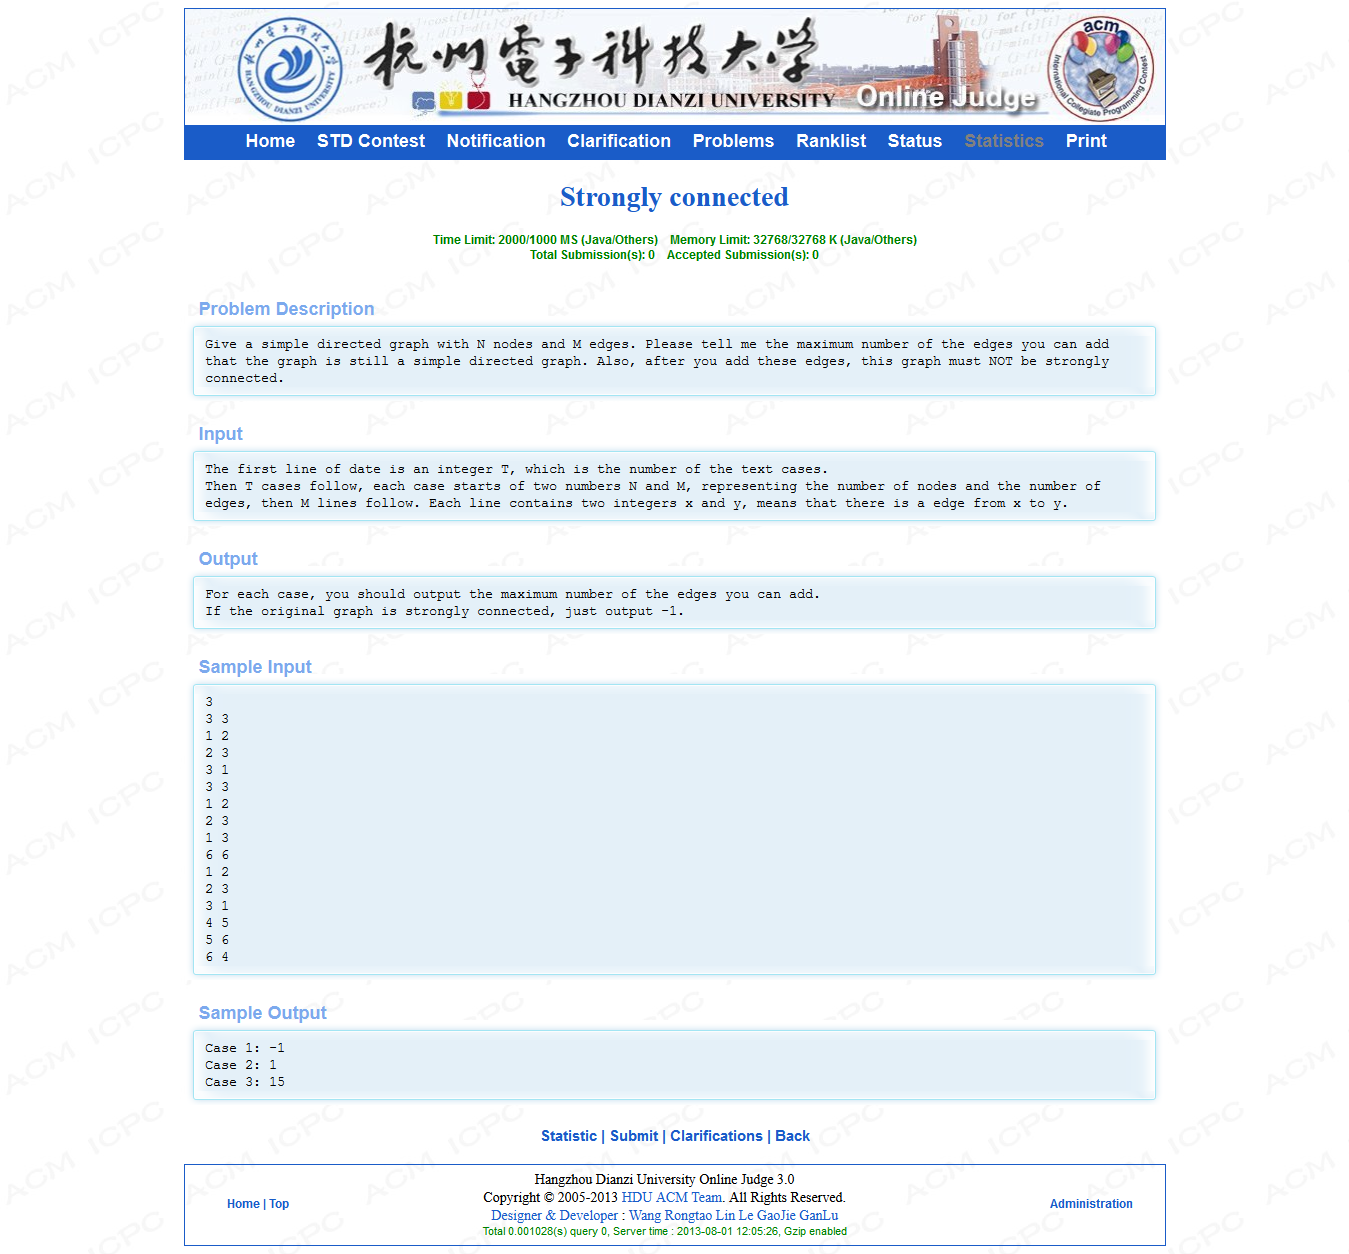 杭州電子科技大学
HANGZHOU DIANZI UNIVERSITY
Online Judge
acm
International Collegiate Programming Contest
Home STD Contest Notification Clarification Problems Ranklist Status Statistics Print
Strongly connected
Time Limit: 2000/1000 MS (Java/Others) Memory Limit: 32768/32768 K (Java/Others)
Total Submission(s): 0 Accepted Submission(s): 0
Problem Description
Give a simple directed graph with N nodes and M edges. Please tell me the maximum number of the edges you can add
that the graph is still a simple directed graph. Also, after you add these edges, this graph must NOT be strongly
connected.
Input
The first line of date is an integer T, which is the number of the text cases.
Then T cases follow, each case starts of two numbers N and M, representing the number of nodes and the number of
edges, then M lines follow. Each line contains two integers x and y, means that there is a edge from x to y.
Output
For each case, you should output the maximum number of the edges you can add.
If the original graph is strongly connected, just output -1.
Sample Input
3
3 3
1 2
2 3
3 1
3 3
1 2
2 3
1 3
6 6
1 2
2 3
3 1
4 5
5 6
6 4
Sample Output
Case 1: -1
Case 2: 1
Case 3: 15
Statistic | Submit | Clarifications | Back
Home | Top
Hangzhou Dianzi University Online Judge 3.0
Copyright © 2005-2013 HDU ACM Team. All Rights Reserved.
Designer & Developer : Wang Rongtao Lin Le GaoJie GanLu
Total 0.001028(s) query 0, Server time : 2013-08-01 12:05:26, Gzip enabled
Administration